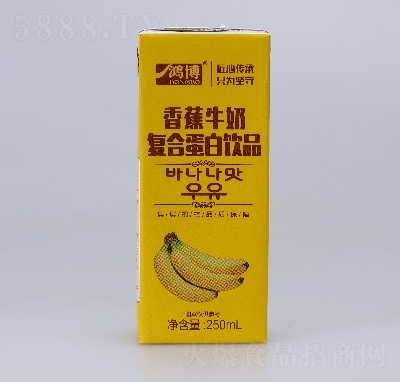 5888.TV
鸿博®
HONGBO
匠心传承
只为坚守
香蕉牛奶
复合蛋白饮品
바나나맛
우유
净含量:250mL
火爆食品招商网